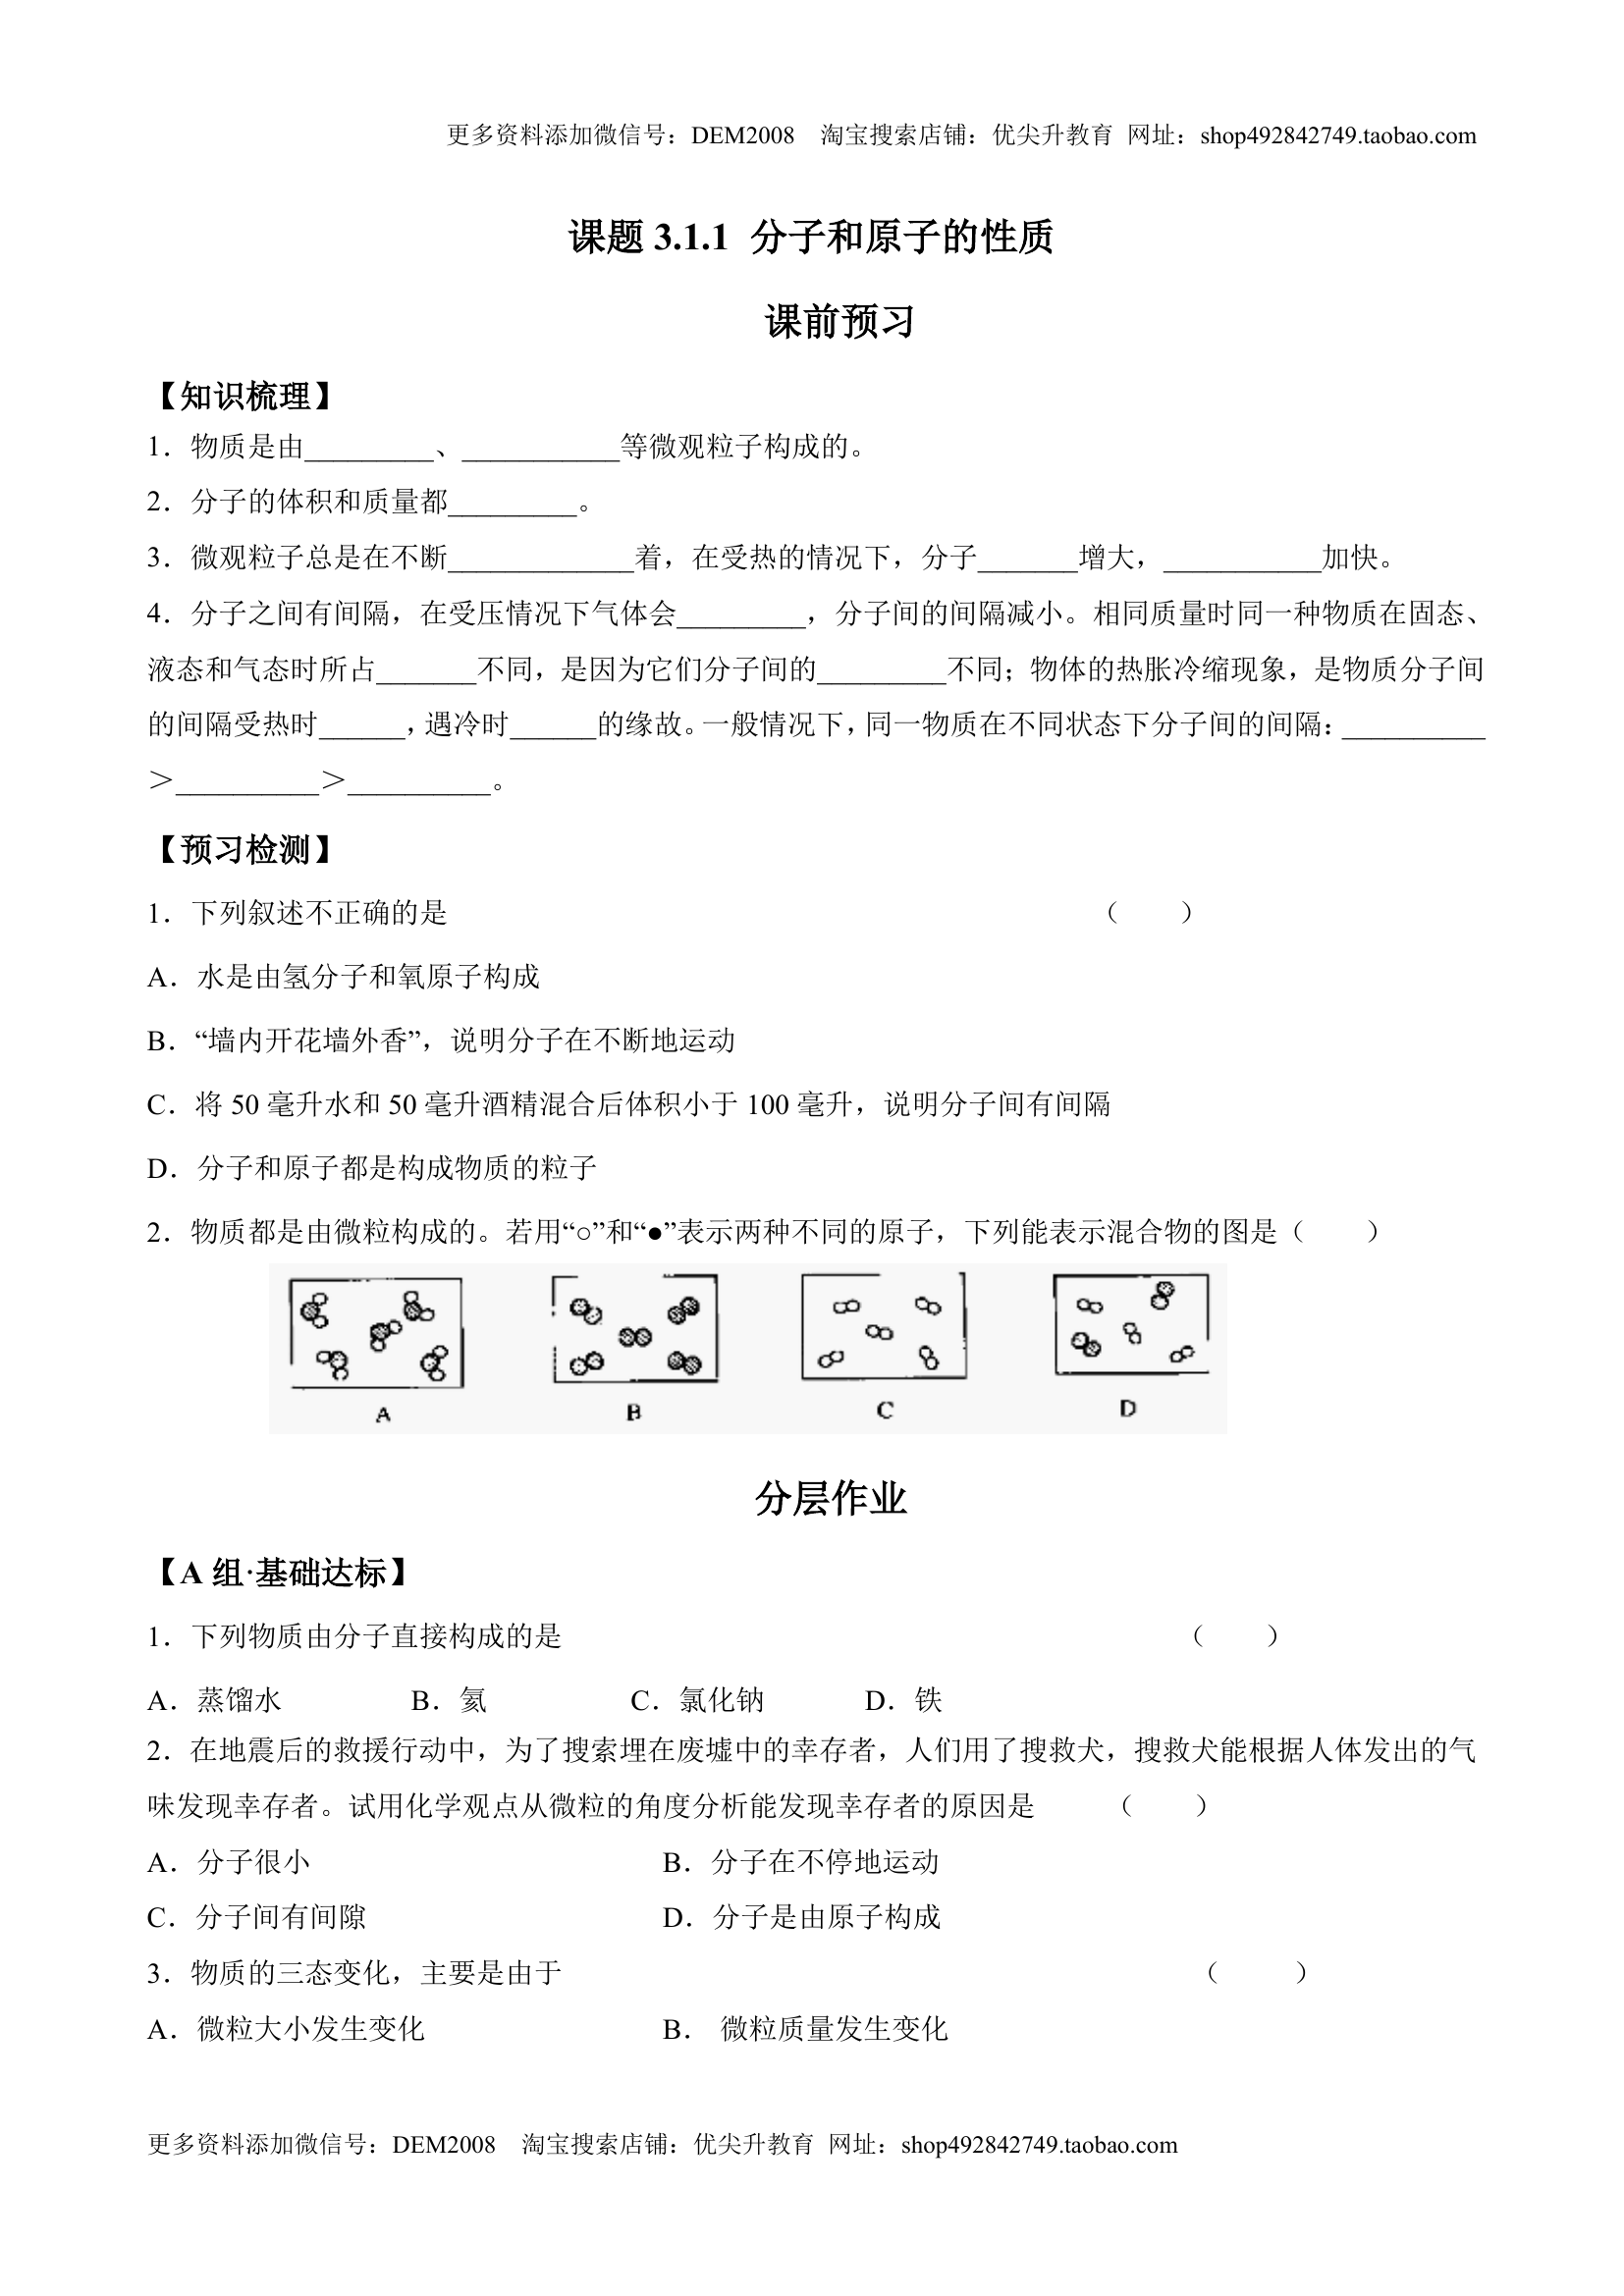 更多资料添加微信号：DEM2008    淘宝搜索店铺：优尖升教育  网址：shop492842749.taobao.com
课题 3.1.1  分子和原子的性质
课前预习
【知识梳理】
1．物质是由_________、___________等微观粒子构成的。
2．分子的体积和质量都_________。
3．微观粒子总是在不断_____________着，在受热的情况下，分子_______增大，___________加快。
4．分子之间有间隔，在受压情况下气体会_________，分子间的间隔减小。相同质量时同一种物质在固态、
液态和气态时所占_______不同，是因为它们分子间的_________不同；物体的热胀冷缩现象，是物质分子间
的间隔受热时______，遇冷时______的缘故。一般情况下，同一物质在不同状态下分子间的间隔：__________
＞__________＞__________。
【预习检测】
1．下列叙述不正确的是（    ）
A．水是由氢分子和氧原子构成
B．“墙内开花墙外香”，说明分子在不断地运动
C．将 50 毫升水和 50 毫升酒精混合后体积小于 100 毫升，说明分子间有间隔
D．分子和原子都是构成物质的粒子
2．物质都是由微粒构成的。若用“○”和“●”表示两种不同的原子，下列能表示混合物的图是（    ）
A    B    C    D
分层作业
【A 组·基础达标】
1．下列物质由分子直接构成的是（    ）
A．蒸馏水    B．氦    C．氯化钠    D．铁
2．在地震后的救援行动中，为了搜索埋在废墟中的幸存者，人们用了搜救犬，搜救犬能根据人体发出的气
味发现幸存者。试用化学观点从微粒的角度分析能发现幸存者的原因是（    ）
A．分子很小    B．分子在不停地运动
C．分子间有间隙    D．分子是由原子构成
3．物质的三态变化，主要是由于（    ）
A．微粒大小发生变化    B． 微粒质量发生变化
更多资料添加微信号：DEM2008    淘宝搜索店铺：优尖升教育  网址：shop492842749.taobao.com